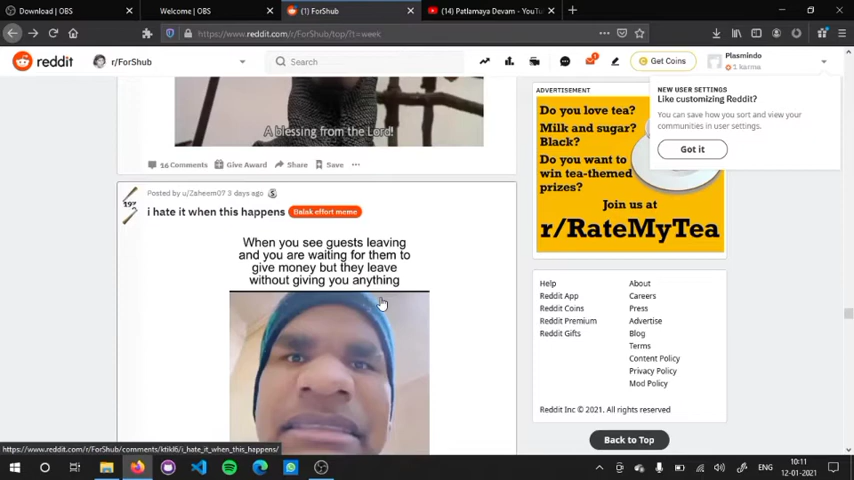 Download | OBS
Welcome | OBS
(1) ForShub
(14) Patlamaya Devam - YouT
https://www.reddit.com/r/ForShub/top/?t=week
reddit
r/ForShub
Search
Get Coins
Plasmindo
1 karma
NEW USER SETTINGS
Like customizing Reddit?
You can save how you sort and view your
communities in user settings.
Got it
A blessing from the Lord!
16 Comments
Give Award
Share
Save
Posted by u/Zaheem07 3 days ago
197
i hate it when this happens
Balak effort meme
When you see guests leaving
and you are waiting for them to
give money but they leave
without giving you anything
ADVERTISEMENT
Do you love tea?
Milk and sugar?
Black?
Do you want to
win tea-themed
prizes?
Join us at
r/RateMyTea
Help
About
Reddit App
Careers
Reddit Coins
Press
Reddit Premium
Advertise
Reddit Gifts
Blog
Terms
Content Policy
Privacy Policy
Mod Policy
Reddit Inc © 2021. All rights reserved
Back to Top
https://www.reddit.com/r/ForShub/comments/ktikl6/i_hate_it_when_this_happens/
ENG
10:11
12-01-2021